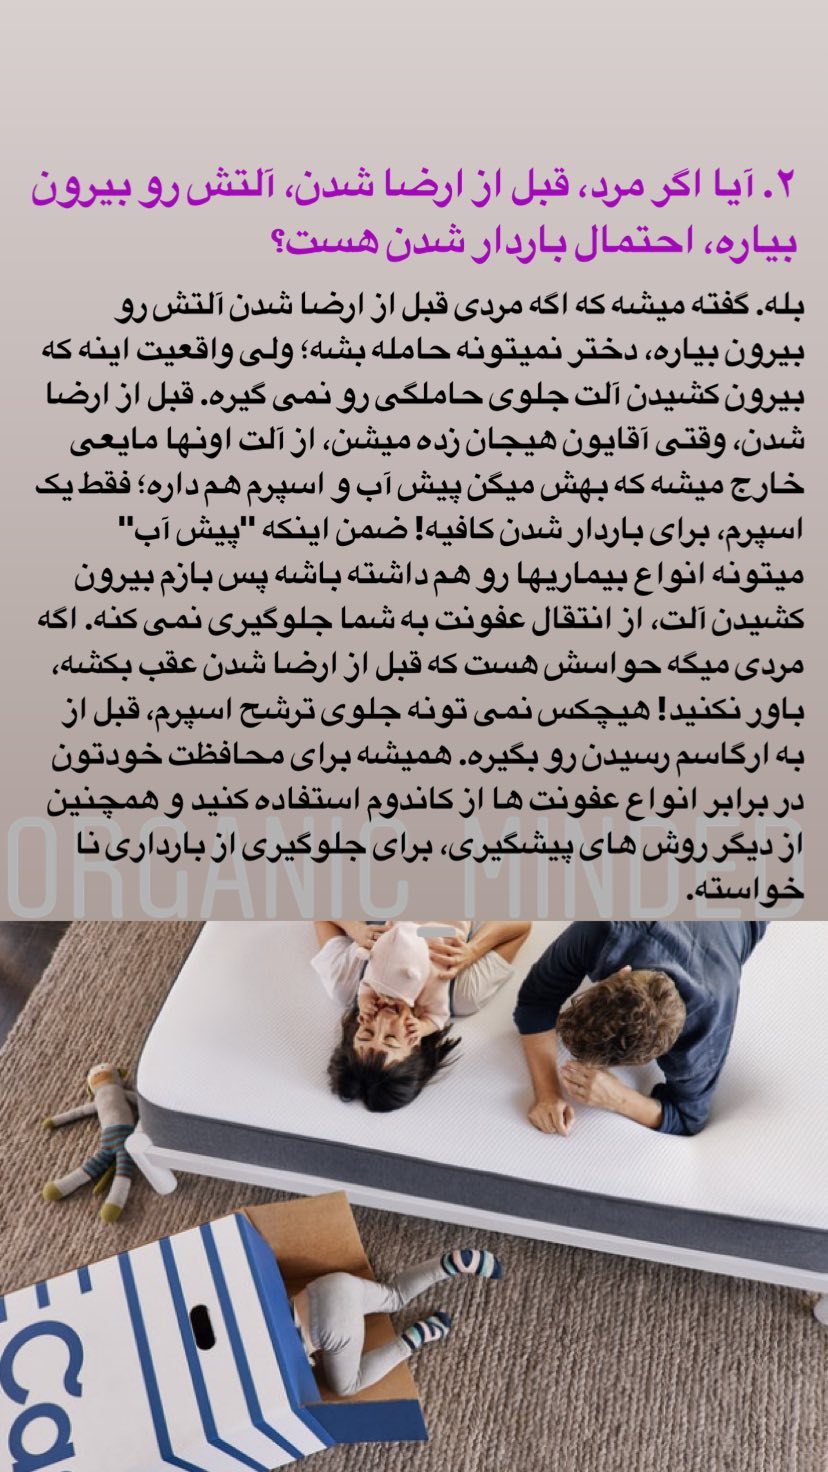 ۲. آیا اگر مرد، قبل از ارضا شدن، آلتش رو بیرون
بیاره، احتمال باردار شدن هست؟
بله. گفته میشه که اگه مردی قبل از ارضا شدن آلتش رو
بیرون بیاره، دختر نمیتونه حامله بشه؛ ولی واقعیت اینه که
بیرون کشیدن آلت جلوی حاملگی رو نمی گیره. قبل از ارضا
شدن، وقتی آقایون هیجان زده میشن، از آلت اونها مایعی
خارج میشه که بهش میگن پیش آب و اسپرم هم داره؛ فقط یک
اسپرم، برای باردار شدن کافیه! ضمن اینکه "پیش آب"
میتونه انواع بیماریها رو هم داشته باشه پس بازم بیرون
کشیدن آلت، از انتقال عفونت به شما جلوگیری نمی کنه. اگه
مردی میگه حواسش هست که قبل از ارضا شدن عقب بکشه،
باور نکنید! هیچکس نمی تونه جلوی ترشح اسپرم، قبل از
به ارگاسم رسیدن رو بگیره. همیشه برای محافظت خودتون
در برابر انواع عفونت ها از کاندوم استفاده کنید و همچنین
از دیگر روش های پیشگیری، برای جلوگیری از بارداری نا
خواسته.
ORGANIC_MINDED
Ca